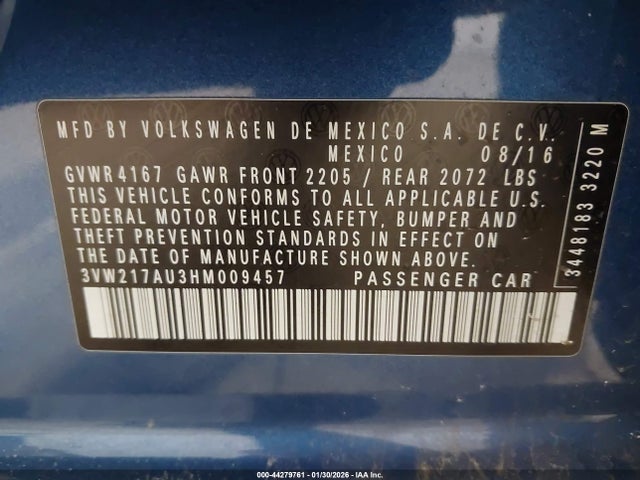 MFD BY VOLKSWAGEN DE MEXICO S.A. DE C.V.
MEXICO 08/16
GVWR 4167 GAWR FRONT 2205 / REAR 2072 LBS
THIS VEHICLE CONFORMS TO ALL APPLICABLE U.S.
FEDERAL MOTOR VEHICLE SAFETY, BUMPER AND
THEFT PREVENTION STANDARDS IN EFFECT ON
THE DATE OF MANUFACTURE SHOWN ABOVE.
3VW217AU3HM009457 PASSENGER CAR
3448183 3220 M
000-44279761 - 01/30/2026 - IAA Inc.